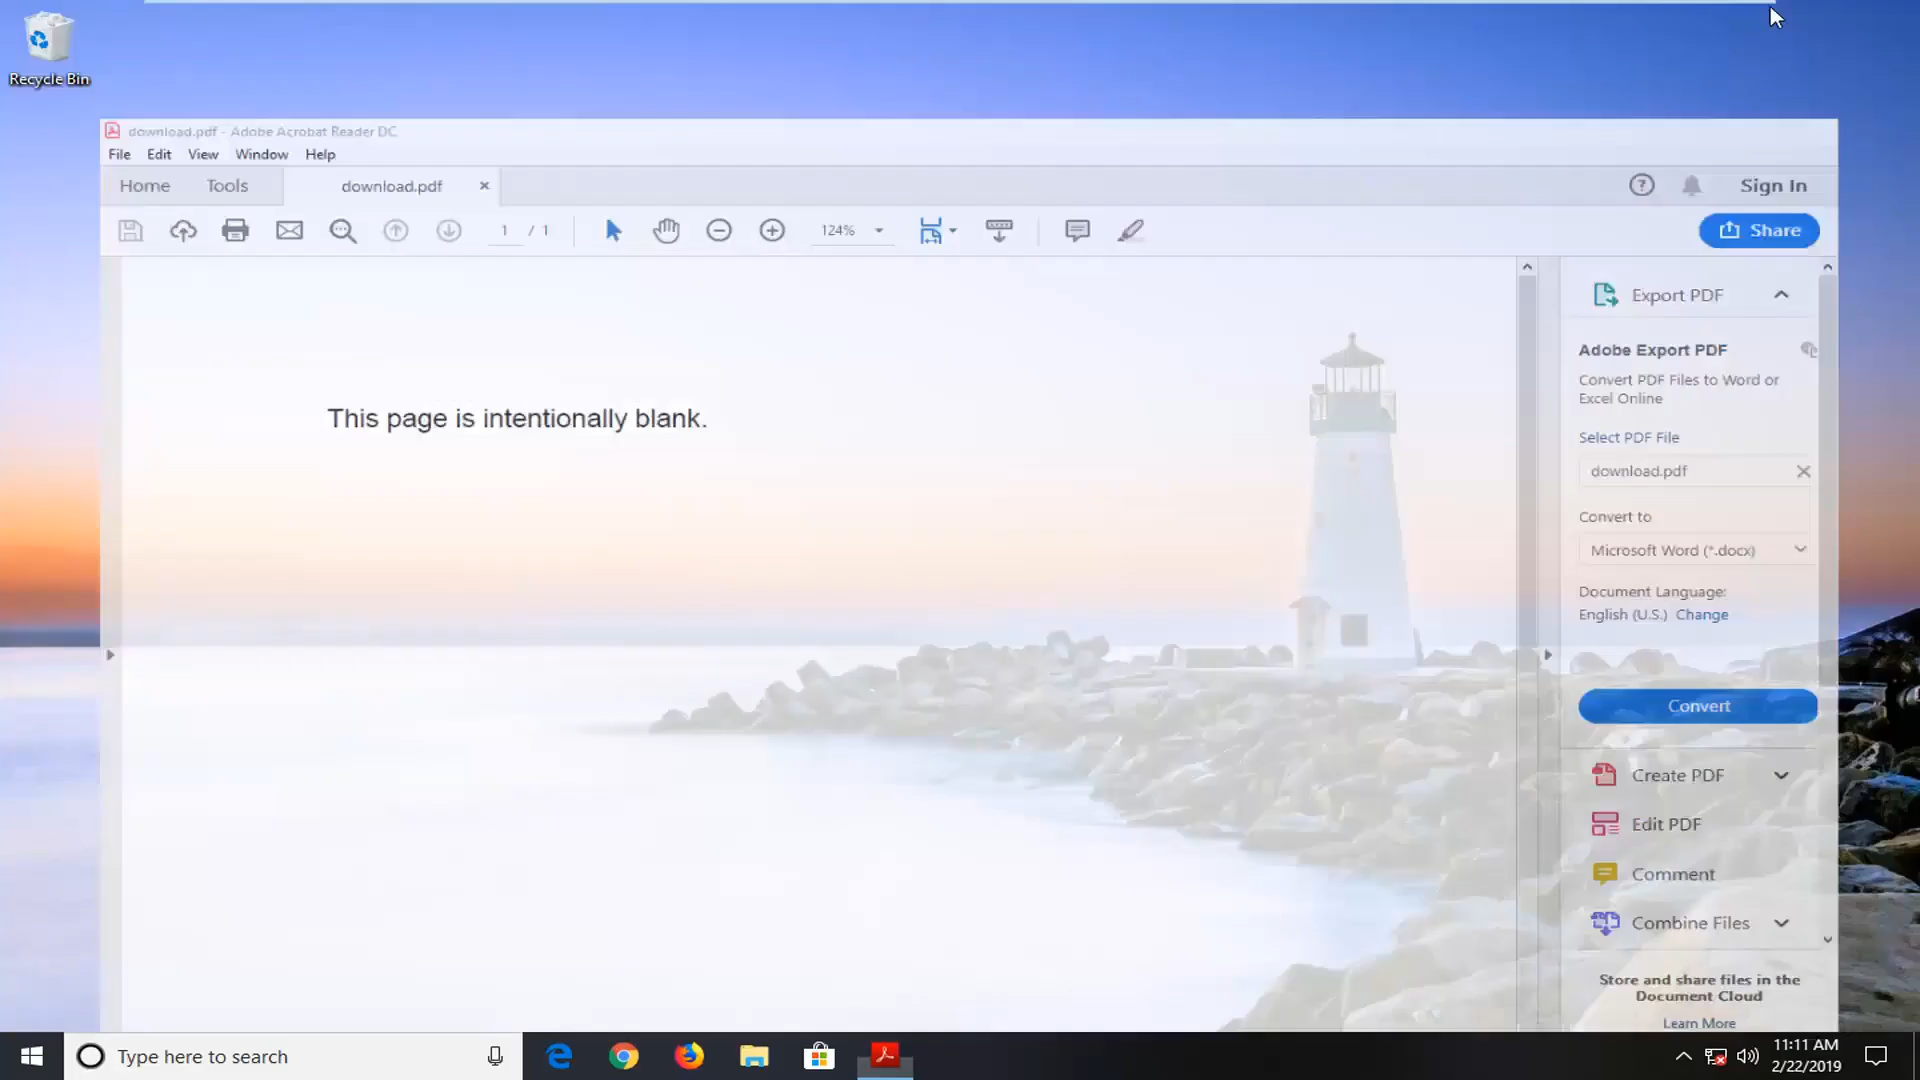 Recycle Bin
download.pdf - Adobe Acrobat Reader DC
File Edit View Window Help
Home Tools download.pdf × Sign In
1 / 1 124% Share
This page is intentionally blank.
Export PDF
Adobe Export PDF
Convert PDF Files to Word or
Excel Online
Select PDF File
download.pdf
Convert to
Microsoft Word (*.docx)
Document Language:
English (U.S.) Change
Convert
Create PDF
Edit PDF
Comment
Combine Files
Store and share files in the
Document Cloud
Learn More
Type here to search
11:11 AM
2/22/2019